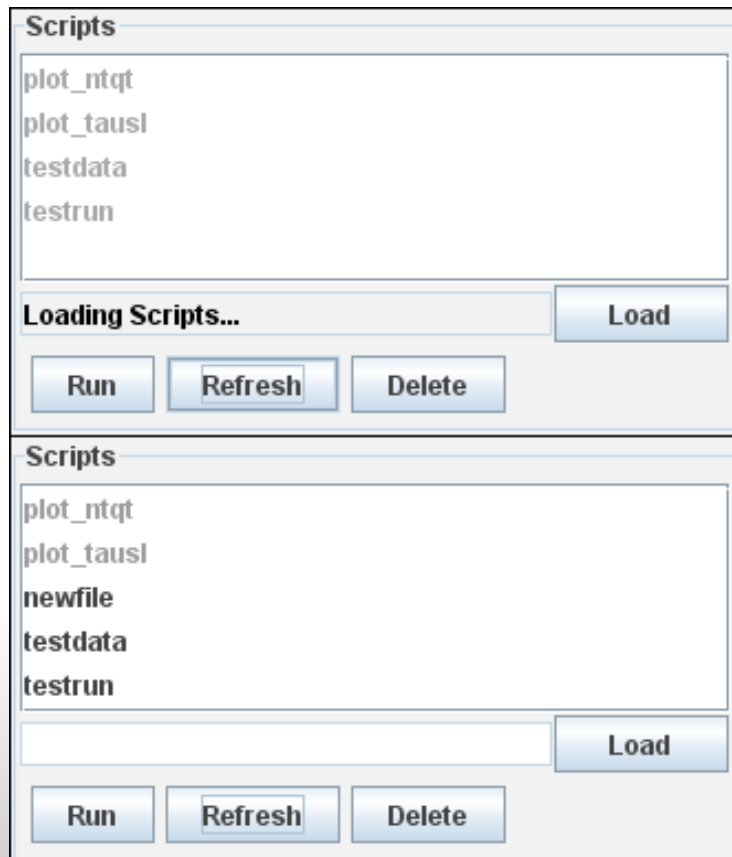 Scripts
plot_ntqt
plot_tausl
testdata
testrun
Loading Scripts... Load
Run Refresh Delete
Scripts
plot_ntqt
plot_tausl
newfile
testdata
testrun
Load
Run Refresh Delete